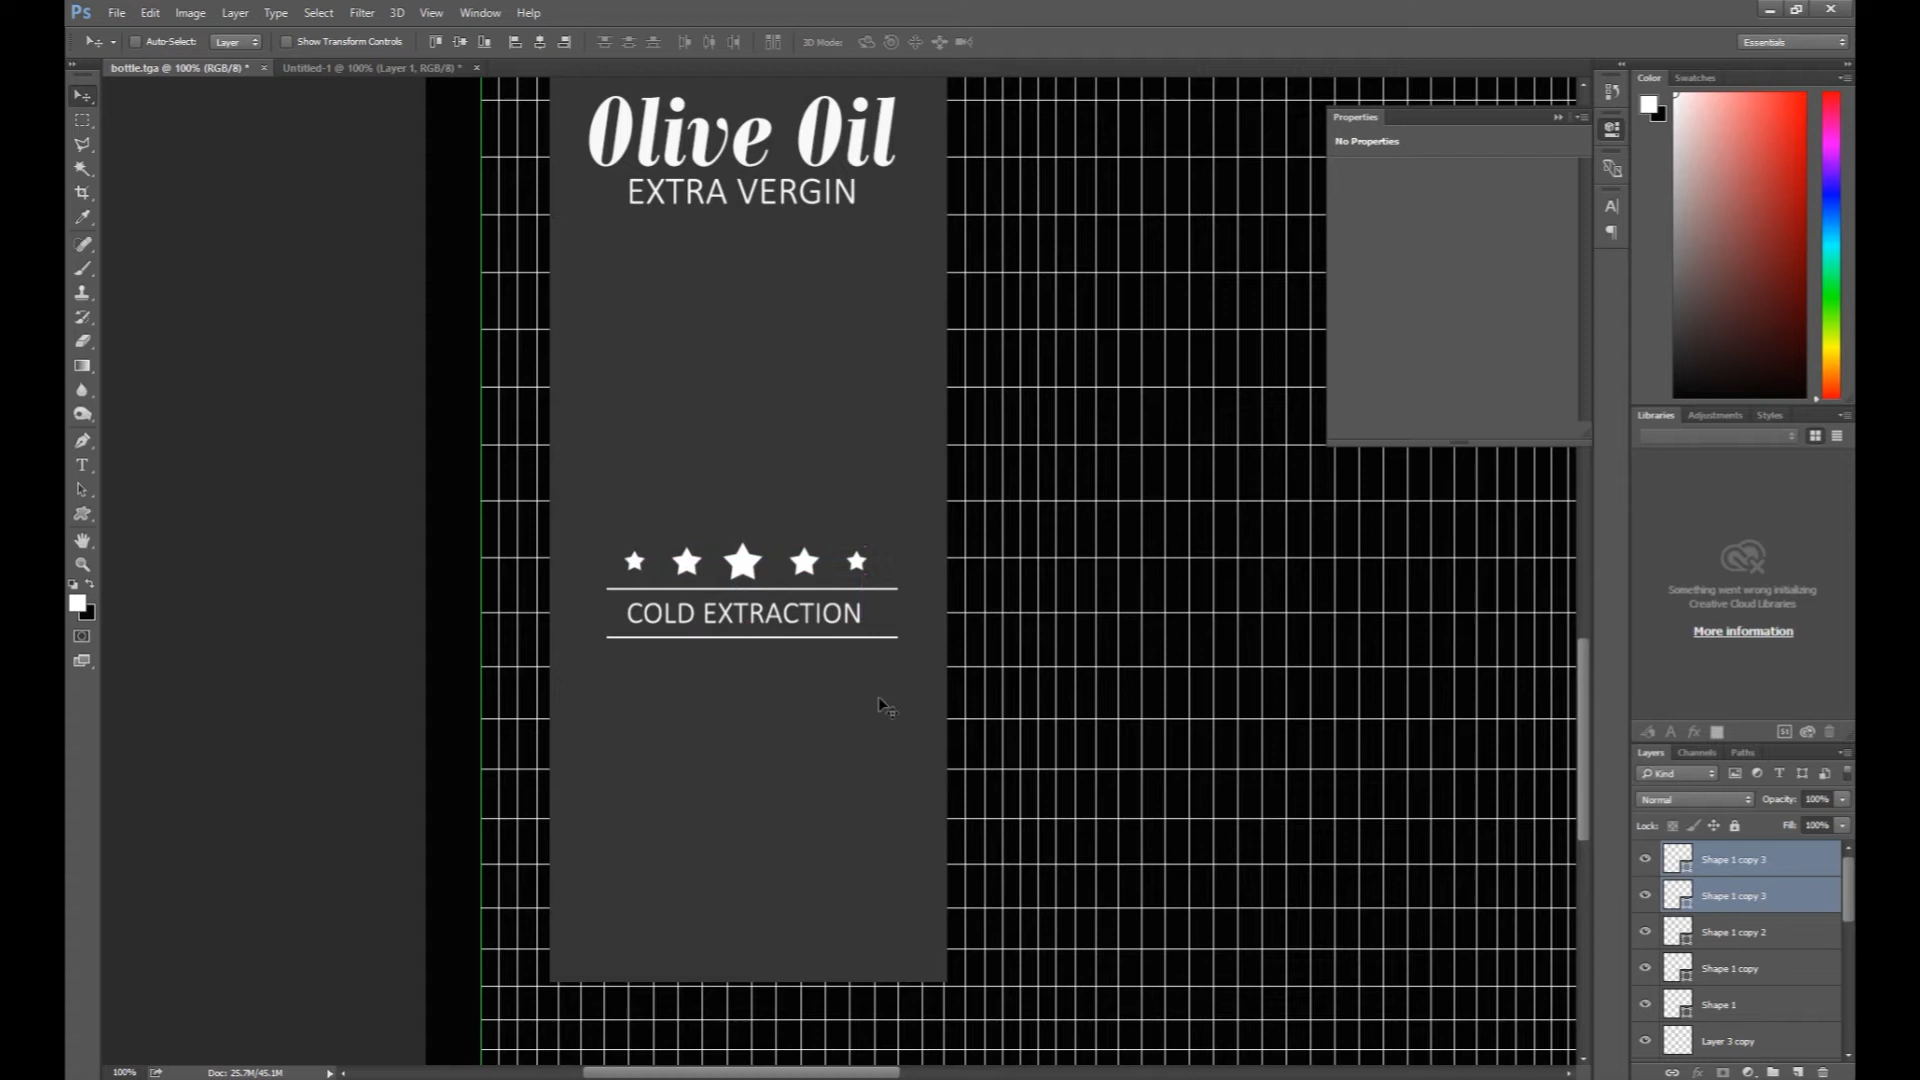 Ps File Edit Image Layer Type Select Filter 3D View Window Help
Auto-Select: Layer Show Transform Controls 3D Mode: Essentials
bottle.tga @ 100% (RGB/8) * × Untitled-1 @ 100% (Layer 1, RGB/8) * ×
Olive Oil
EXTRA VERGIN
COLD EXTRACTION
Properties
No Properties
Color Swatches
Libraries Adjustments Styles
Something went wrong initializing
Creative Cloud Libraries
More information
Layers Channels Paths
Kind
Normal Opacity: 100%
Lock: Fill: 100%
Shape 1 copy 3
Shape 1 copy 3
Shape 1 copy 2
Shape 1 copy
Shape 1
Layer 3 copy
100% Doc: 25.7M/45.1M